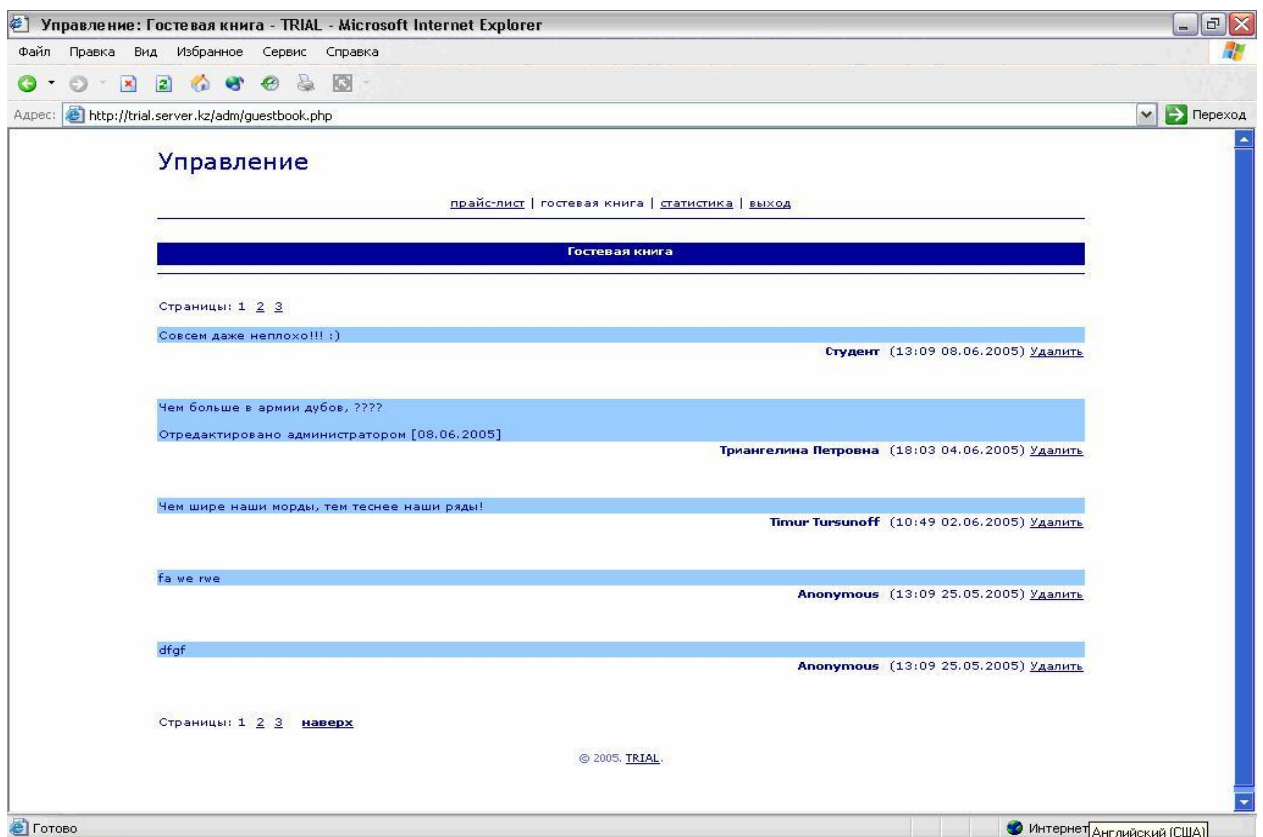 Управление: Гостевая книга - TRIAL - Microsoft Internet Explorer
Файл Правка Вид Избранное Сервис Справка
Адрес: http://trial.server.kz/adm/guestbook.php Переход
Управление
прайс-лист | гостевая книга | статистика | выход
Гостевая книга
Страницы: 1 2 3
Совсем даже неплохо!!! :)
Студент (13:09 08.06.2005) Удалить
Чем больше в армии дубов, ????
Отредактировано администратором [08.06.2005]
Триангелина Петровна (18:03 04.06.2005) Удалить
Чем шире наши морды, тем теснее наши ряды!
Timur Tursunoff (10:49 02.06.2005) Удалить
fa we rwe
Anonymous (13:09 25.05.2005) Удалить
dfgf
Anonymous (13:09 25.05.2005) Удалить
Страницы: 1 2 3 наверх
© 2005. TRIAL.
Готово Интернет Английский (США)